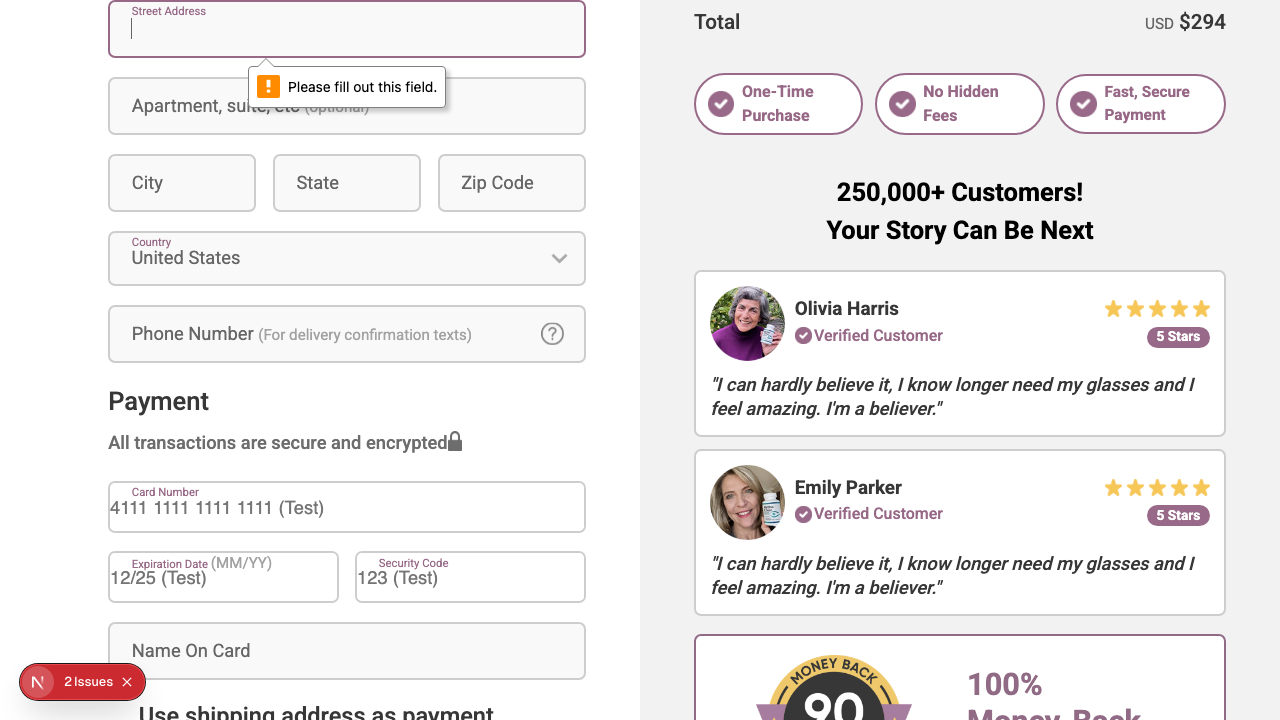 Street Address
Please fill out this field.
Apartment, suite, etc (optional)
City
State
Zip Code
Country
United States
Phone Number (For delivery confirmation texts)
Payment
All transactions are secure and encrypted
Card Number
4111 1111 1111 1111 (Test)
Expiration Date (MM/YY)
12/25 (Test)
Security Code
123 (Test)
Name On Card
2 Issues
Use shipping address as payment
Total
USD $294
One-Time
Purchase
No Hidden
Fees
Fast, Secure
Payment
250,000+ Customers!
Your Story Can Be Next
Olivia Harris
Verified Customer
5 Stars
"I can hardly believe it, I know longer need my glasses and I
feel amazing. I'm a believer."
Emily Parker
Verified Customer
5 Stars
"I can hardly believe it, I know longer need my glasses and I
feel amazing. I'm a believer."
MONEY BACK
90
100%
Money-Back